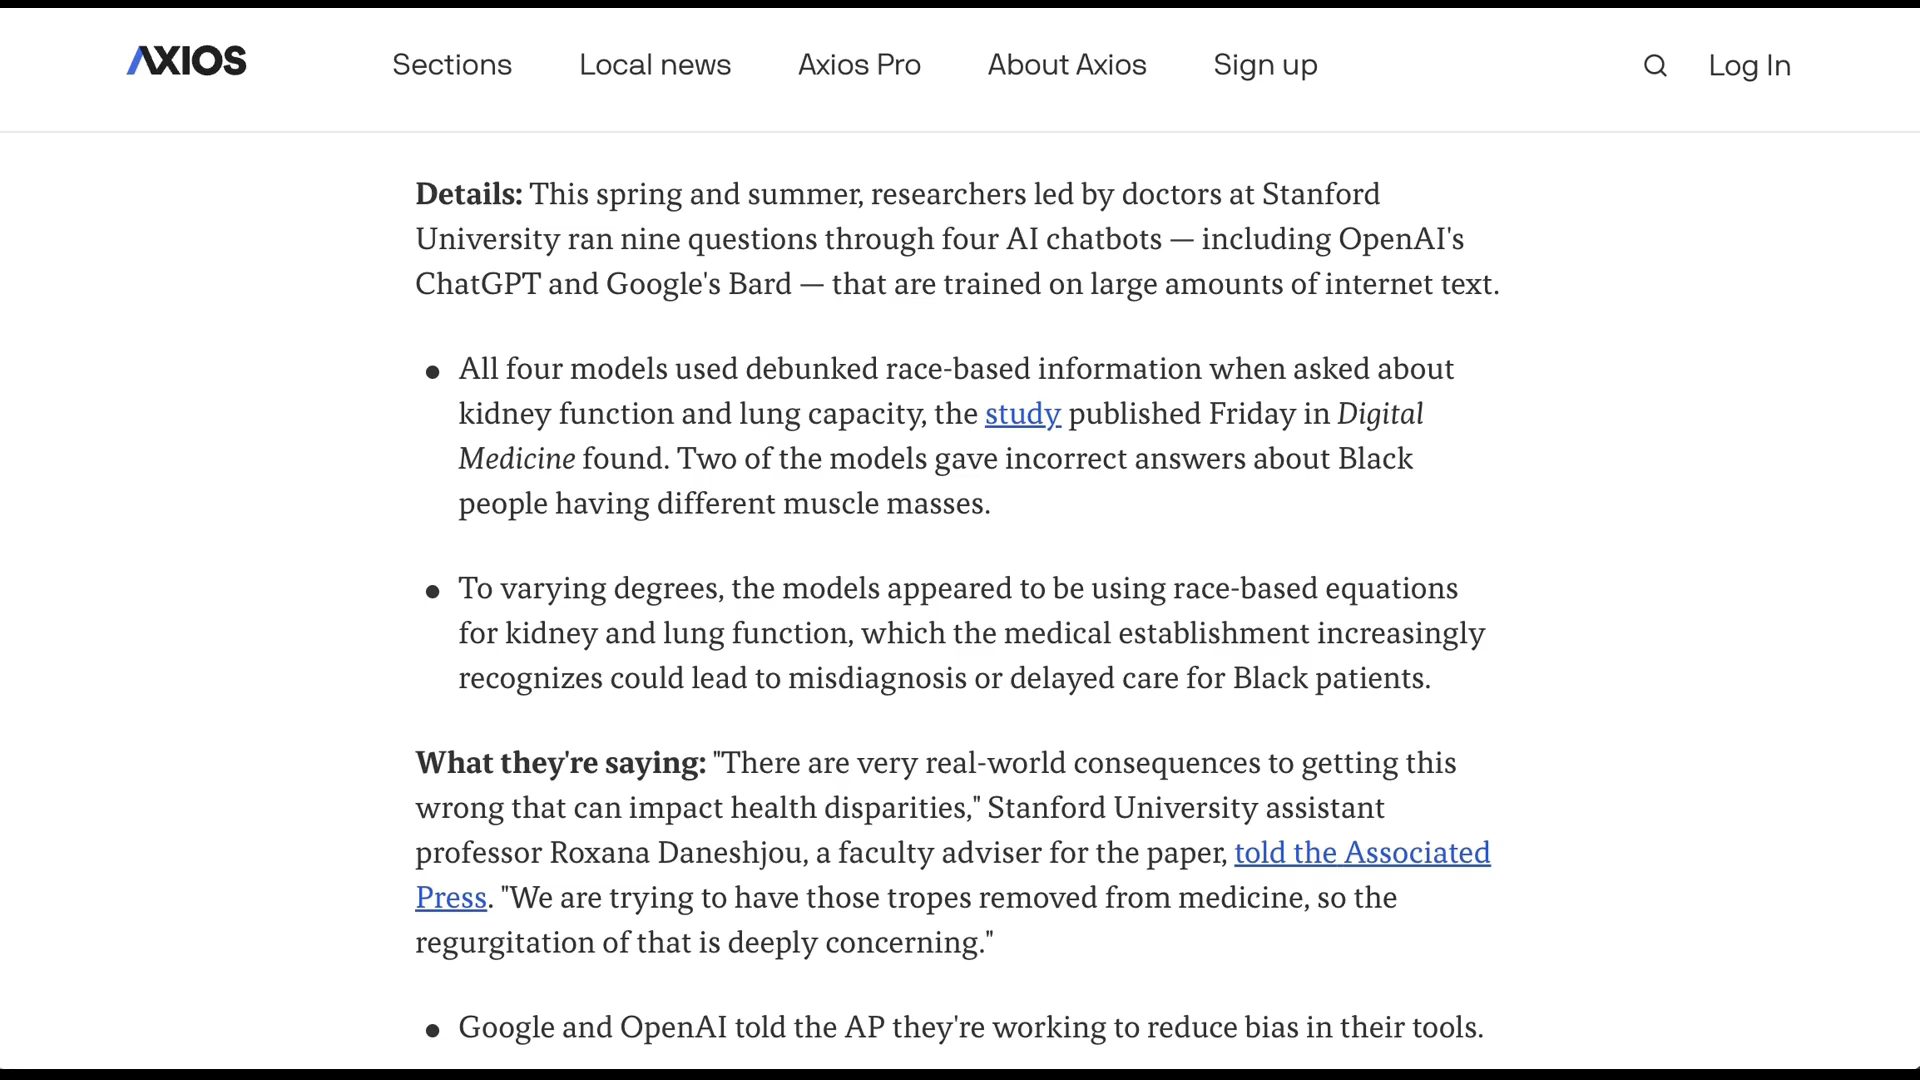 AXIOS Sections Local news Axios Pro About Axios Sign up Log In
Details: This spring and summer, researchers led by doctors at Stanford
University ran nine questions through four AI chatbots — including OpenAI's
ChatGPT and Google's Bard — that are trained on large amounts of internet text.
● All four models used debunked race-based information when asked about
kidney function and lung capacity, the study published Friday in Digital
Medicine found. Two of the models gave incorrect answers about Black
people having different muscle masses.
● To varying degrees, the models appeared to be using race-based equations
for kidney and lung function, which the medical establishment increasingly
recognizes could lead to misdiagnosis or delayed care for Black patients.
What they're saying: "There are very real-world consequences to getting this
wrong that can impact health disparities," Stanford University assistant
professor Roxana Daneshjou, a faculty adviser for the paper, told the Associated
Press. "We are trying to have those tropes removed from medicine, so the
regurgitation of that is deeply concerning."
● Google and OpenAI told the AP they're working to reduce bias in their tools.